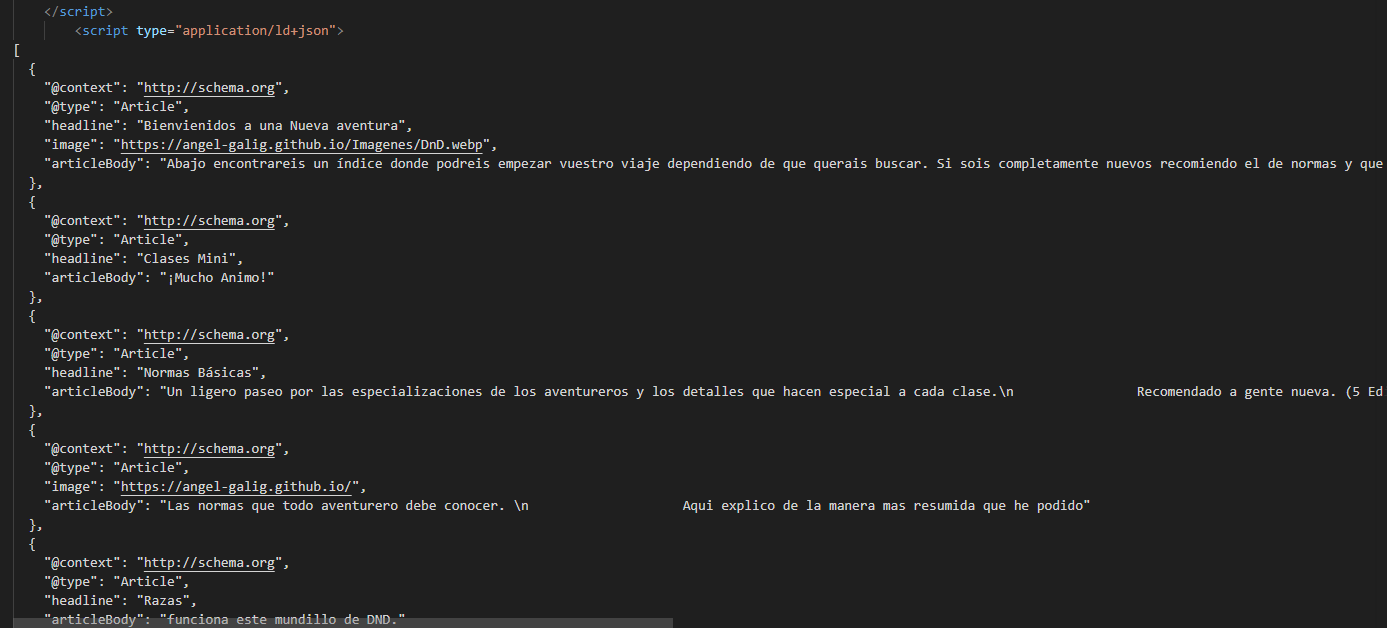 </script>
<script type="application/ld+json">
[
{
"@context": "http://schema.org",
"@type": "Article",
"headline": "Bienvienidos a una Nueva aventura",
"image": "https://angel-galig.github.io/Imagenes/DnD.webp",
"articleBody": "Abajo encontrareis un índice donde podreis empezar vuestro viaje dependiendo de que querais buscar. Si sois completamente nuevos recomiendo el de normas y que
},
{
"@context": "http://schema.org",
"@type": "Article",
"headline": "Clases Mini",
"articleBody": "¡Mucho Animo!"
},
{
"@context": "http://schema.org",
"@type": "Article",
"headline": "Normas Básicas",
"articleBody": "Un ligero paseo por las especializaciones de los aventureros y los detalles que hacen especial a cada clase.\n Recomendado a gente nueva. (5 Ed
},
{
"@context": "http://schema.org",
"@type": "Article",
"image": "https://angel-galig.github.io/",
"articleBody": "Las normas que todo aventurero debe conocer. \n Aqui explico de la manera mas resumida que he podido"
},
{
"@context": "http://schema.org",
"@type": "Article",
"headline": "Razas",
"articleBody": "funciona este mundillo de DND."